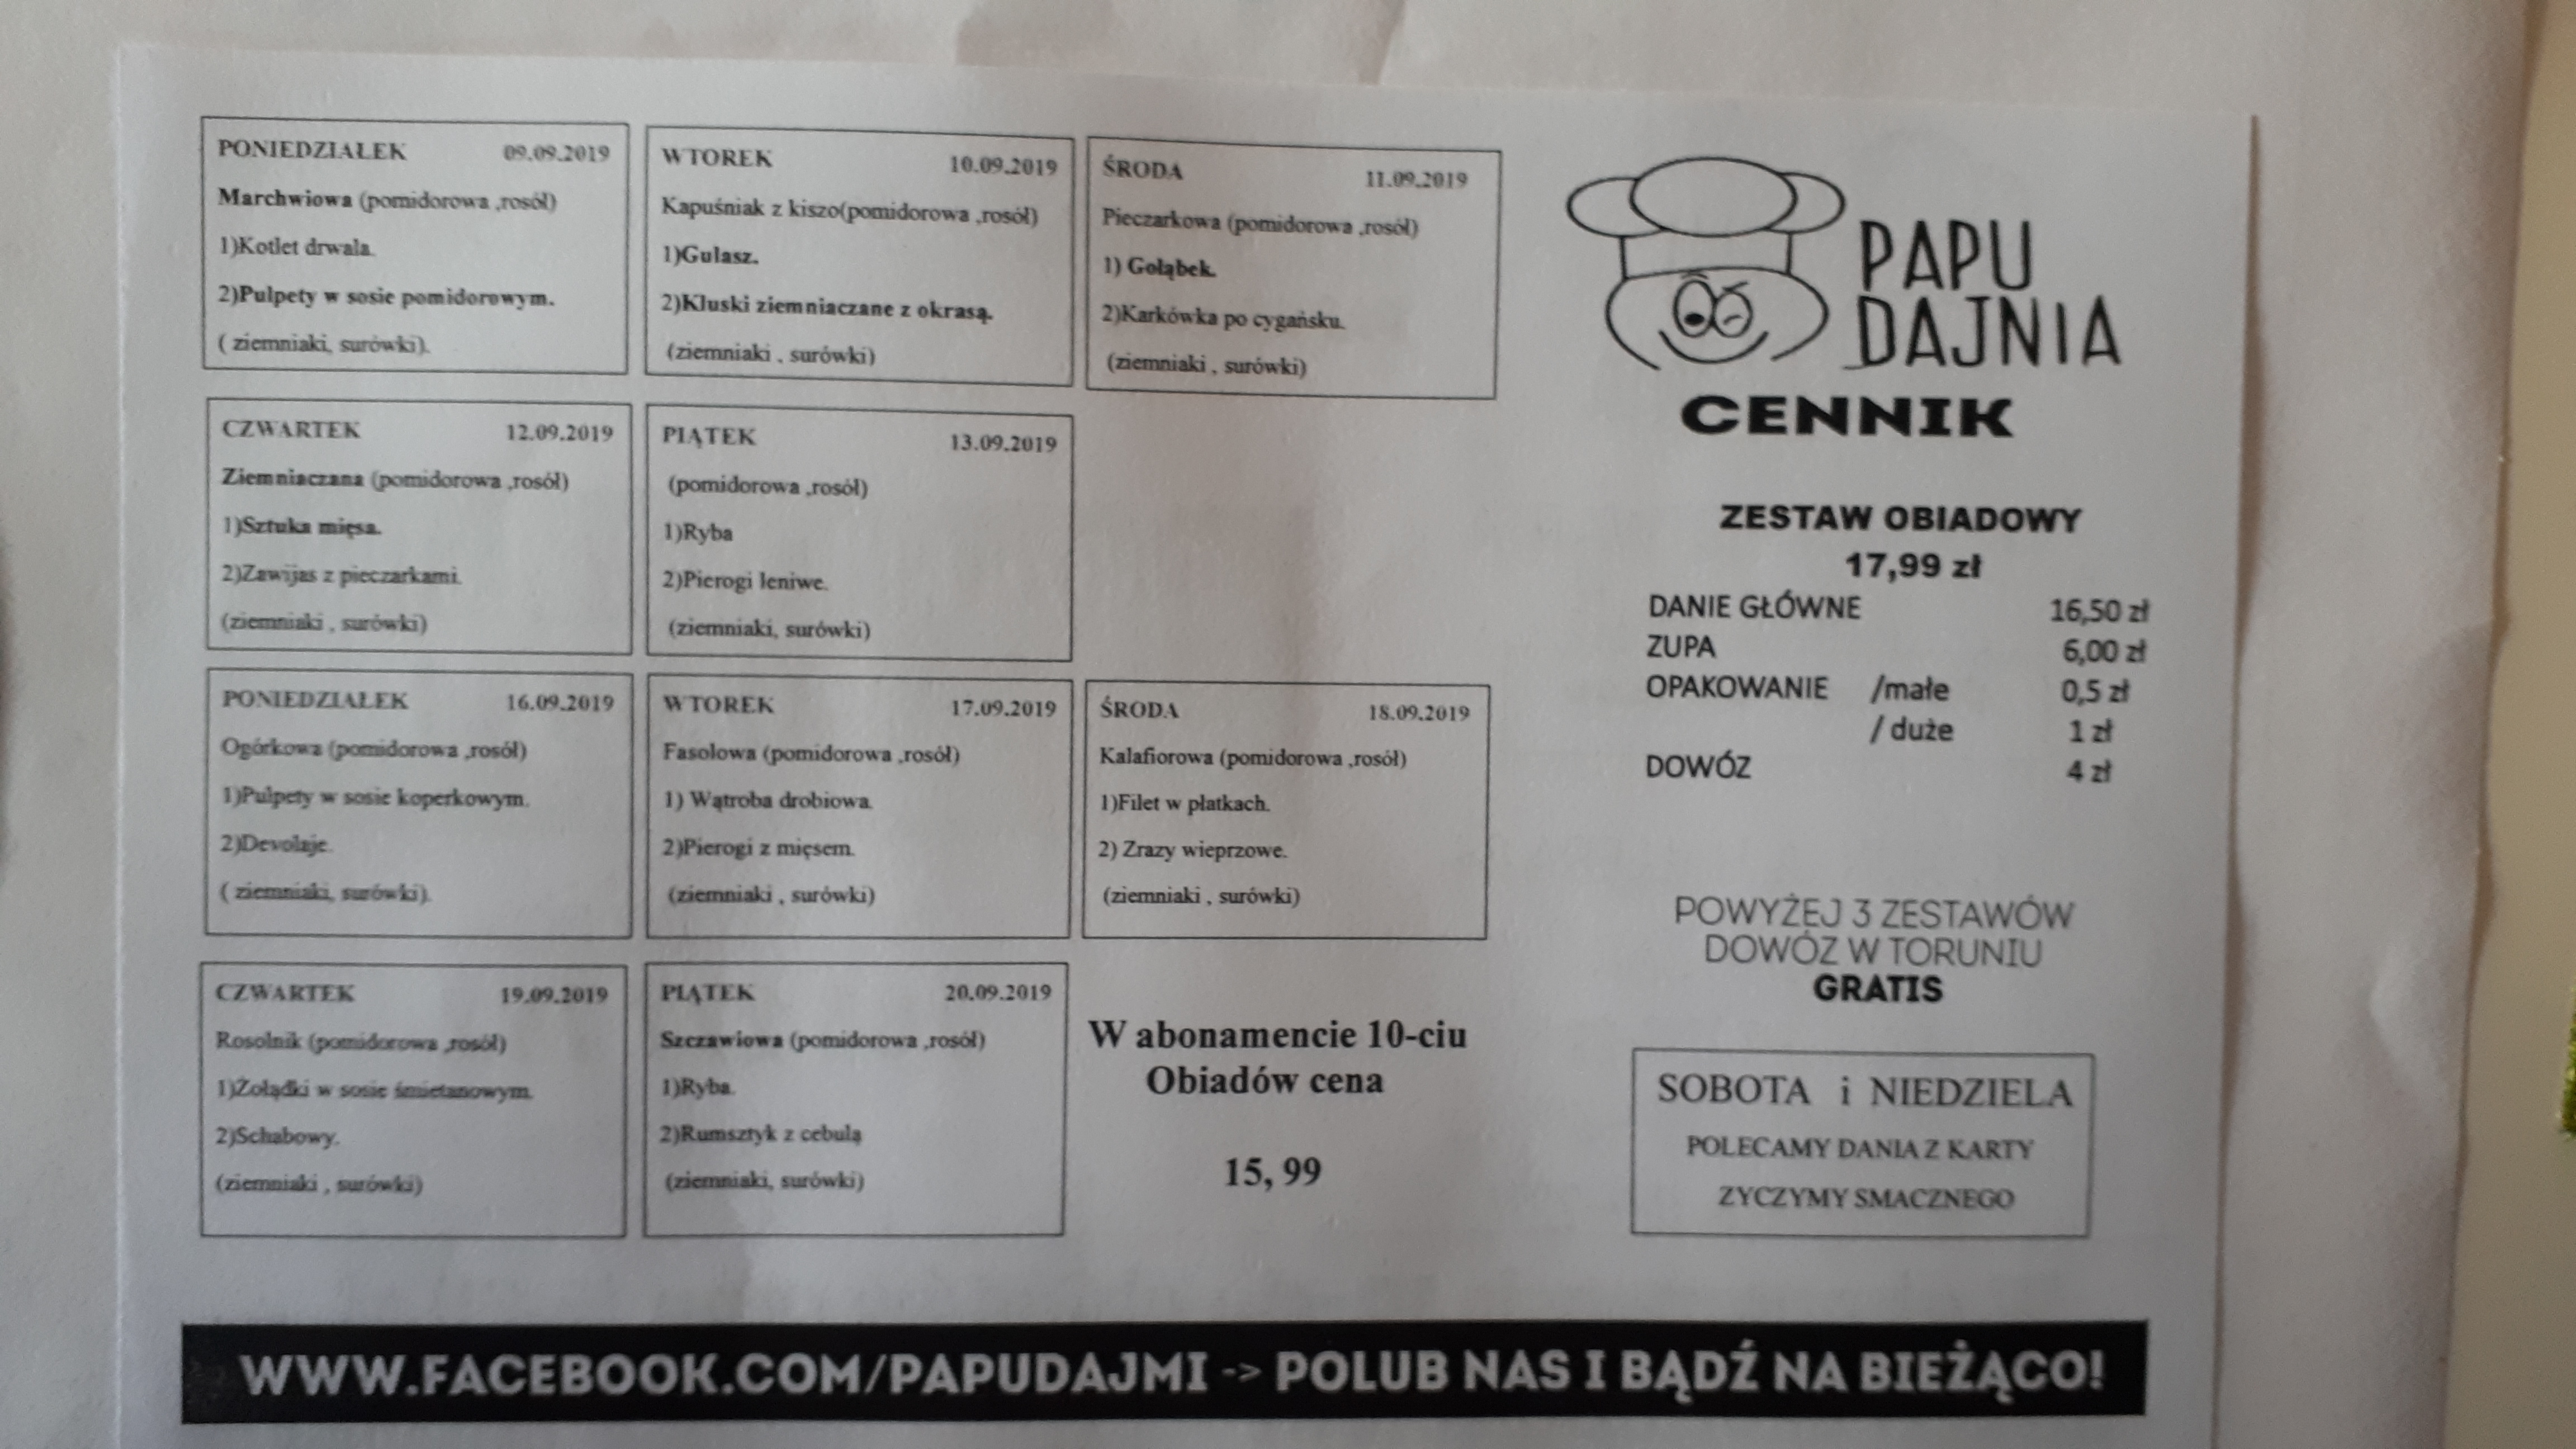 PONIEDZIAŁEK 09.09.2019
Marchwiowa (pomidorowa ,rosół)
1)Kotlet drwala.
2)Pulpety w sosie pomidorowym.
( ziemniaki, surówki).
WTOREK 10.09.2019
Kapuśniak z kiszo(pomidorowa ,rosół)
1)Gulasz.
2)Kluski ziemniaczane z okrasą.
(ziemniaki , surówki)
ŚRODA 11.09.2019
Pieczarkowa (pomidorowa ,rosół)
1) Gołąbek.
2)Karkówka po cygańsku.
(ziemniaki , surówki)
CZWARTEK 12.09.2019
Ziemniaczana (pomidorowa ,rosół)
1)Sztuka mięsa.
2)Zawijas z pieczarkami.
(ziemniaki , surówki)
PIĄTEK 13.09.2019
(pomidorowa ,rosół)
1)Ryba
2)Pierogi leniwe.
(ziemniaki, surówki)
PONIEDZIAŁEK 16.09.2019
Ogórkowa (pomidorowa ,rosół)
1)Pulpety w sosie koperkowym.
2)Devolaje.
( ziemniaki, surówki).
WTOREK 17.09.2019
Fasolowa (pomidorowa ,rosół)
1) Wątroba drobiowa.
2)Pierogi z mięsem.
(ziemniaki , surówki)
ŚRODA 18.09.2019
Kalafiorowa (pomidorowa ,rosół)
1)Filet w płatkach.
2) Zrazy wieprzowe.
(ziemniaki , surówki)
CZWARTEK 19.09.2019
Rosolnik (pomidorowa ,rosół)
1)Żołądki w sosie śmietanowym.
2)Schabowy.
(ziemniaki , surówki)
PIĄTEK 20.09.2019
Szczawiowa (pomidorowa ,rosół)
1)Ryba.
2)Rumsztyk z cebulą
(ziemniaki, surówki)
W abonamencie 10-ciu
Obiadów cena
15, 99
PAPU
DAJNIA
CENNIK
ZESTAW OBIADOWY
17,99 zł
DANIE GŁÓWNE 16,50 zł
ZUPA 6,00 zł
OPAKOWANIE /małe 0,5 zł
/ duże 1 zł
DOWÓZ 4 zł
POWYŻEJ 3 ZESTAWÓW
DOWÓZ W TORUNIU
GRATIS
SOBOTA i NIEDZIELA
POLECAMY DANIA Z KARTY
ZYCZYMY SMACZNEGO
WWW.FACEBOOK.COM/PAPUDAJMI -> POLUB NAS I BĄDŹ NA BIEŻĄCO!